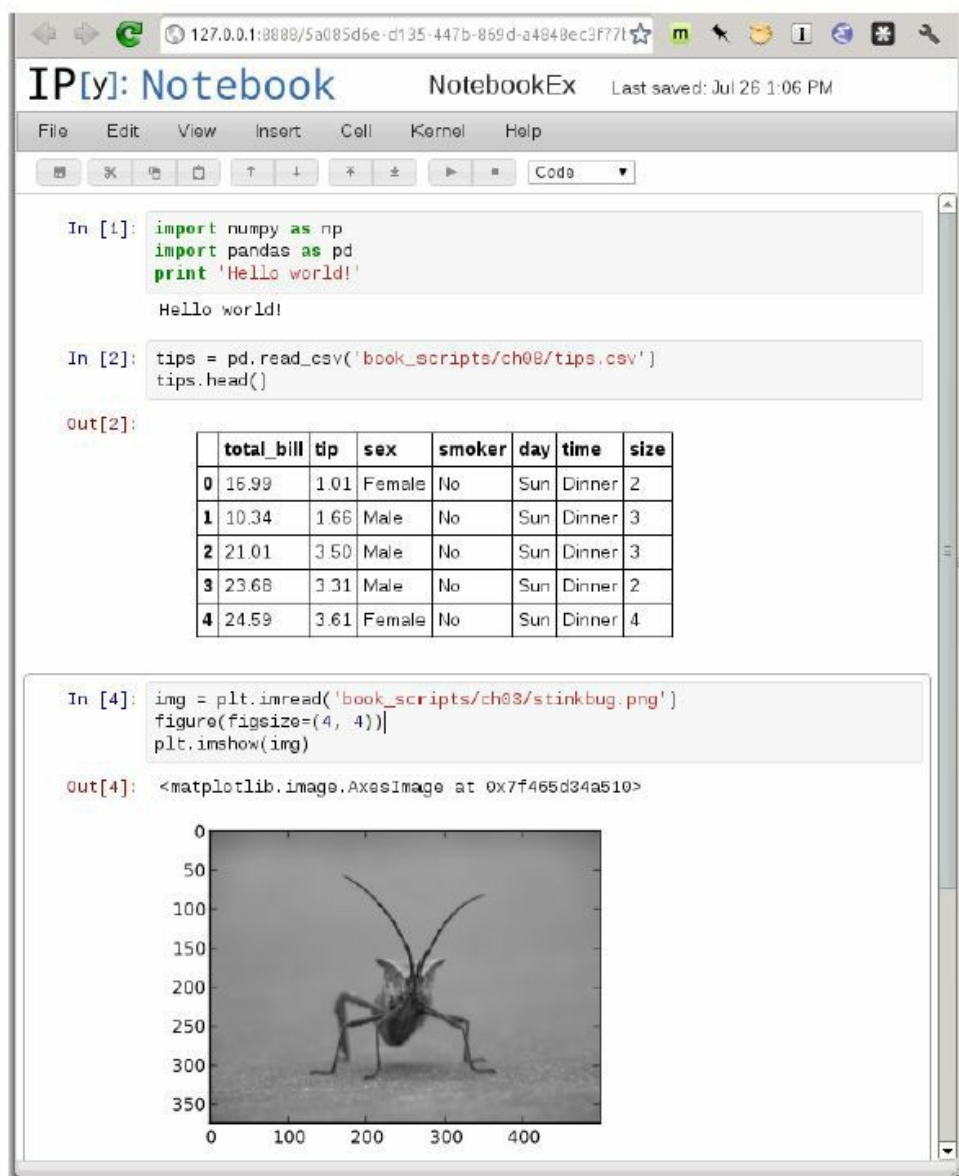 127.0.0.1:8888/5a085d6e-d135-447b-869d-a4848ec3f77b
IP[y]: Notebook NotebookEx Last saved: Jul 26 1:06 PM
File Edit View Insert Cell Kernel Help
Code
In [1]: import numpy as np
import pandas as pd
print 'Hello world!'
Hello world!
In [2]: tips = pd.read_csv('book_scripts/ch08/tips.csv')
tips.head()
Out[2]:
total_bill tip sex smoker day time size
0 16.99 1.01 Female No Sun Dinner 2
1 10.34 1.66 Male No Sun Dinner 3
2 21.01 3.50 Male No Sun Dinner 3
3 23.68 3.31 Male No Sun Dinner 2
4 24.59 3.61 Female No Sun Dinner 4
In [4]: img = plt.imread('book_scripts/ch08/stinkbug.png')
figure(figsize=(4, 4))
plt.imshow(img)
Out[4]: <matplotlib.image.AxesImage at 0x7f465d34a510>
0
50
100
150
200
250
300
350
0 100 200 300 400